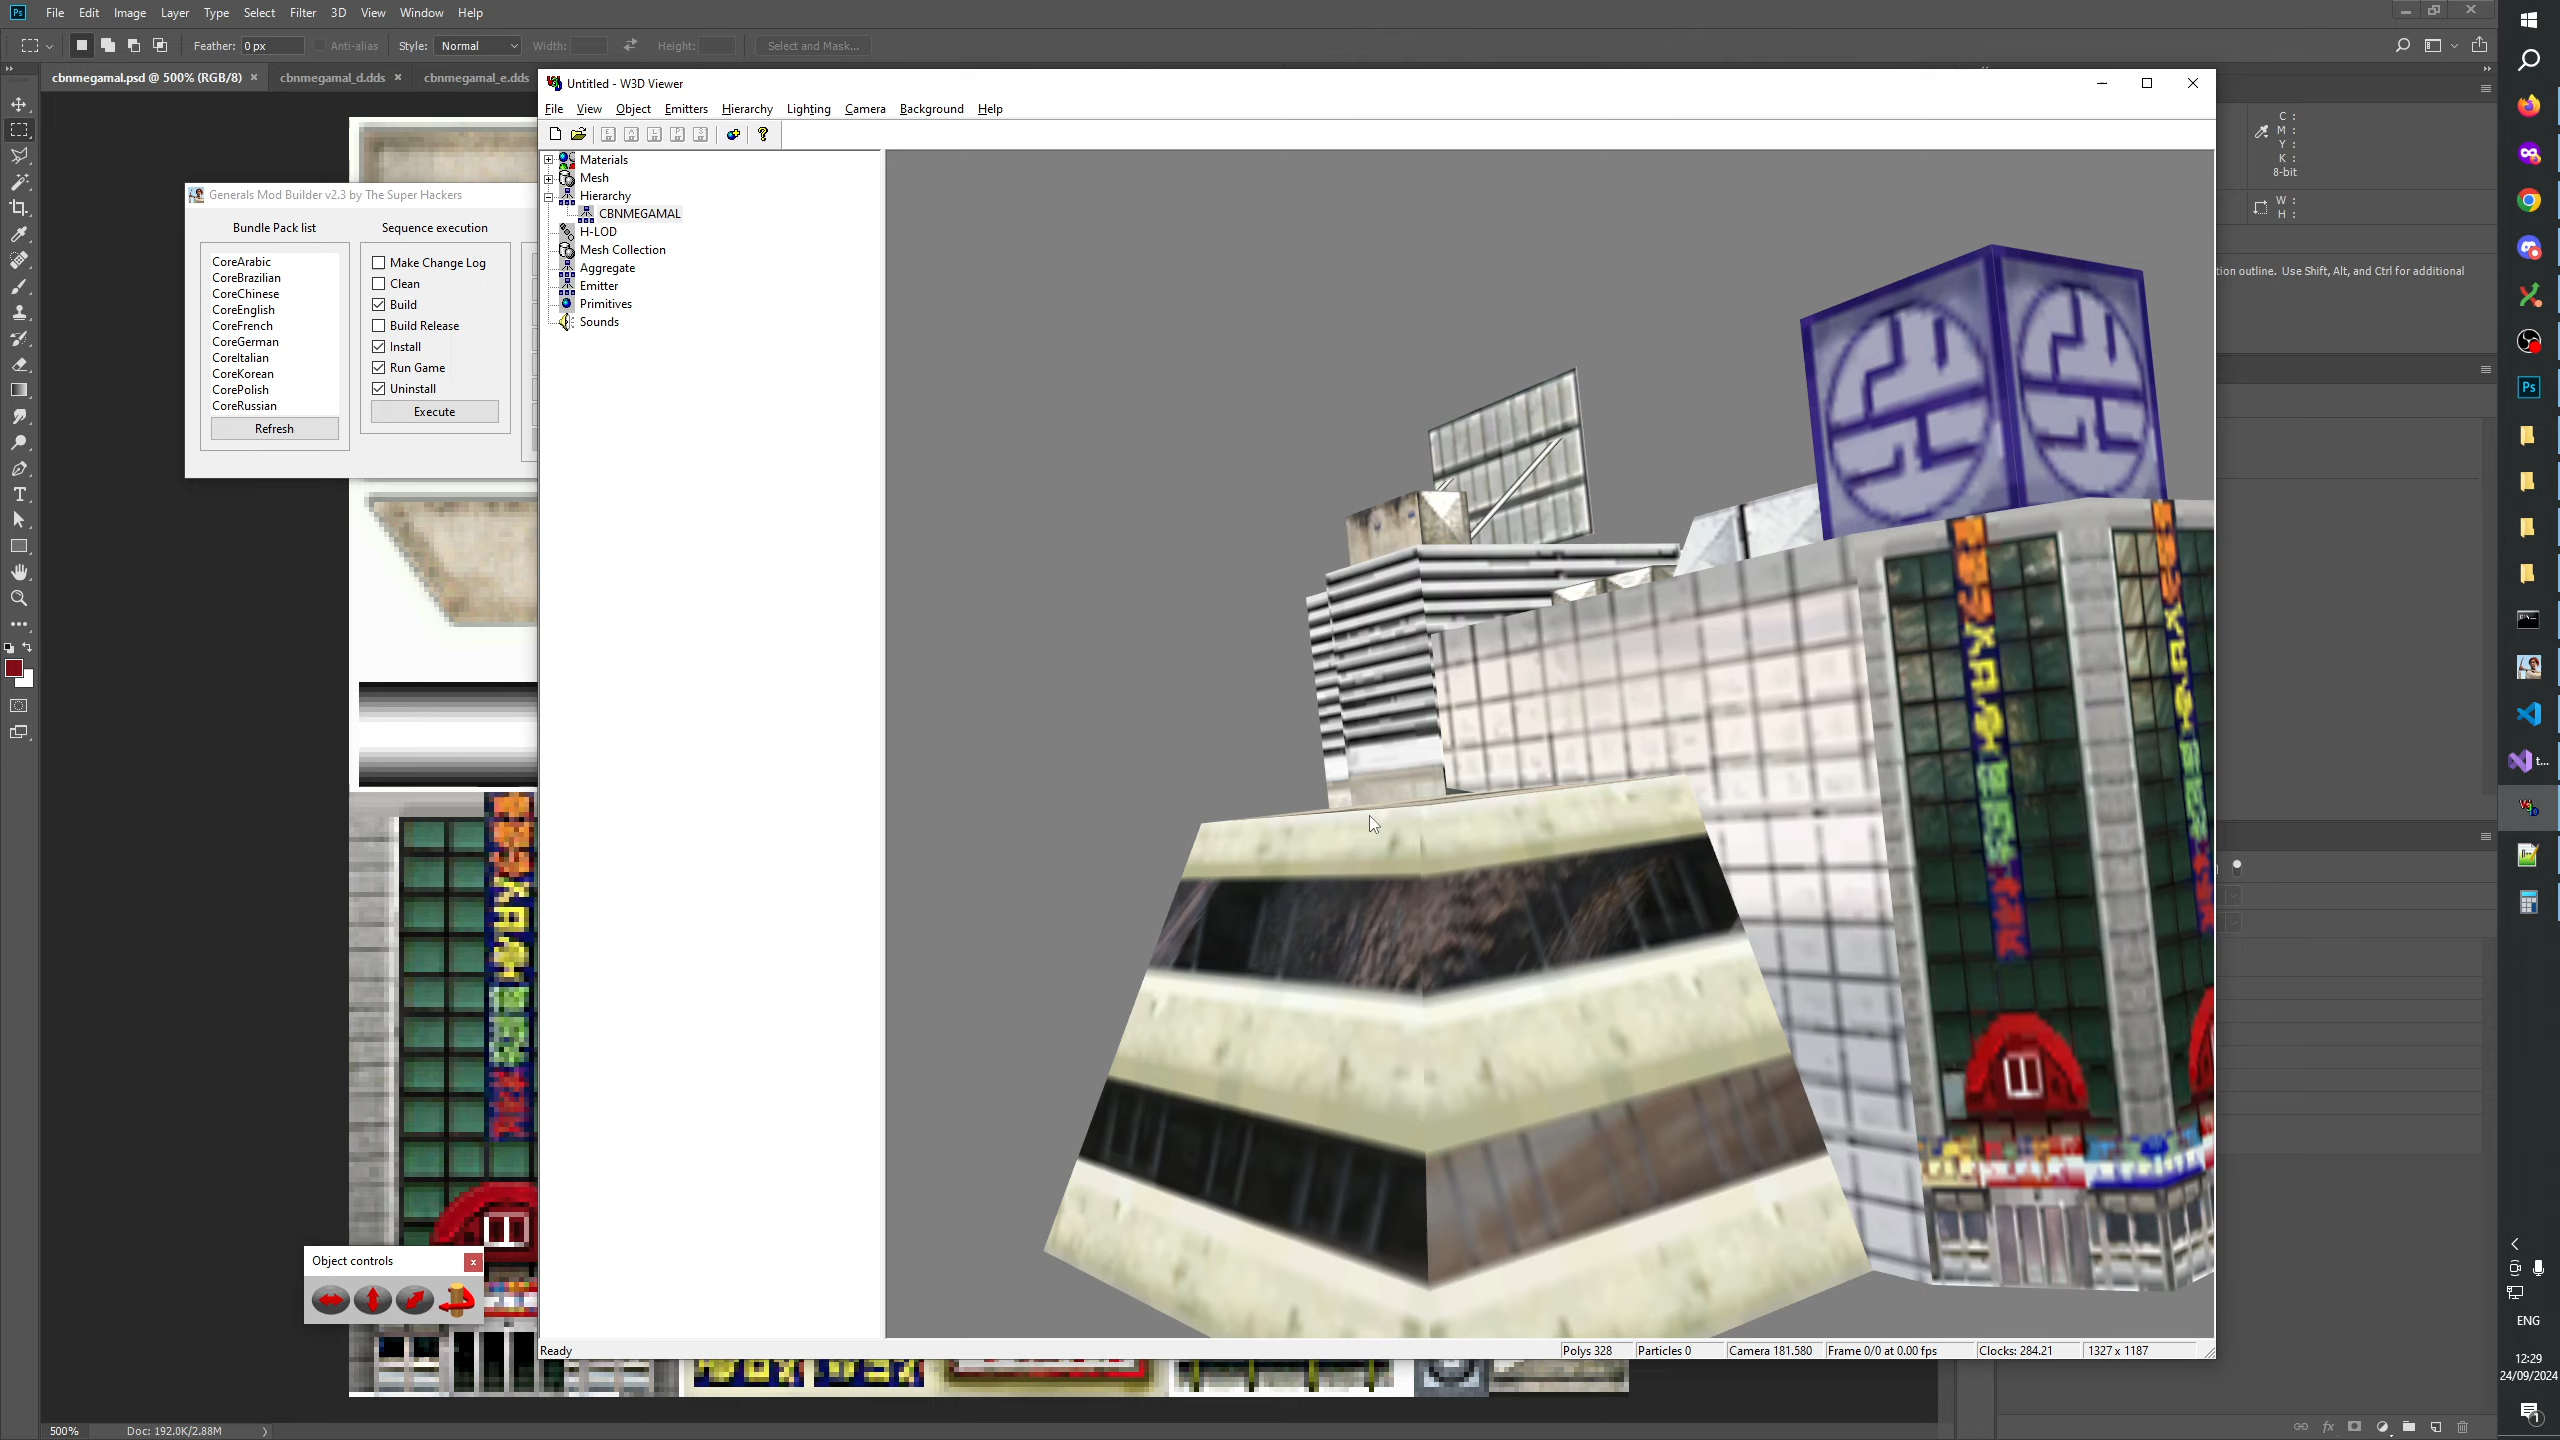 File Edit Image Layer Type Select Filter 3D View Window Help
Feather: 0 px Anti-alias Style: Normal Width: Height: Select and Mask...
cbnmegamal.psd @ 500% (RGB/8) cbnmegamal_d.dds cbnmegamal_e.dds
Untitled - W3D Viewer
File View Object Emitters Hierarchy Lighting Camera Background Help
Materials
Mesh
Hierarchy
CBNMEGAMAL
H-LOD
Mesh Collection
Aggregate
Emitter
Primitives
Sounds
Generals Mod Builder v2.3 by The Super Hackers
Bundle Pack list
CoreArabic
CoreBrazilian
CoreChinese
CoreEnglish
CoreFrench
CoreGerman
CoreItalian
CoreKorean
CorePolish
CoreRussian
Refresh
Sequence execution
Make Change Log
Clean
Build
Build Release
Install
Run Game
Uninstall
Execute
C :
M :
Y :
K :
8-bit
W :
H :
tion outline. Use Shift, Alt, and Ctrl for additional
Object controls
Ready
Polys 328 Particles 0 Camera 181.580 Frame 0/0 at 0.00 fps Clocks: 284.21 1327 x 1187
500% Doc: 192.0K/2.88M
t...
ENG
12:29
24/09/2024
1